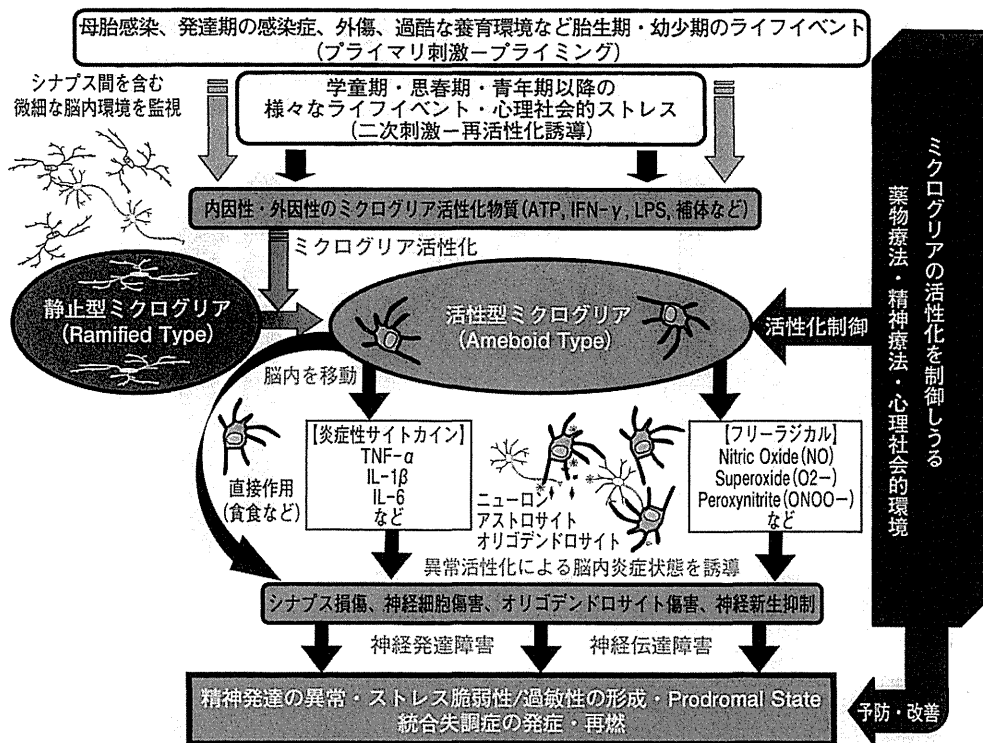 母胎感染、発達期の感染症、外傷、過酷な養育環境など胎生期・幼少期のライフイベント
(プライマリ刺激ープライミング)
シナプス間を含む
微細な脳内環境を監視
学童期・思春期・青年期以降の
様々なライフイベント・心理社会的ストレス
(二次刺激ー再活性化誘導)
内因性・外因性のミクログリア活性化物質(ATP, IFN-γ, LPS, 補体など)
ミクログリア活性化
静止型ミクログリア
(Ramified Type)
活性型ミクログリア
(Ameboid Type)
活性化制御
ミクログリアの活性化を制御しうる
薬物療法・精神療法・心理社会的環境
脳内を移動
直接作用
(貪食など)
【炎症性サイトカイン】
TNF-α
IL-1β
IL-6
など
ニューロン
アストロサイト
オリゴデンドロサイト
【フリーラジカル】
Nitric Oxide(NO)
Superoxide(O2−)
Peroxynitrite(ONOO−)
など
異常活性化による脳内炎症状態を誘導
シナプス損傷、神経細胞傷害、オリゴデンドロサイト傷害、神経新生抑制
神経発達障害
神経伝達障害
精神発達の異常・ストレス脆弱性/過敏性の形成・Prodromal State
統合失調症の発症・再燃
予防・改善